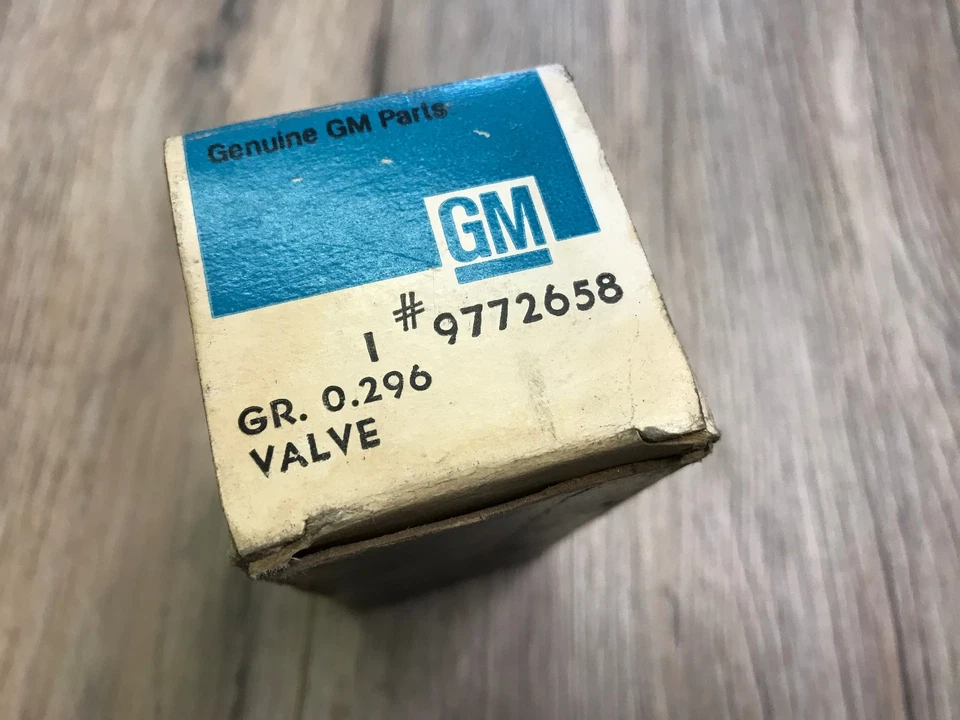 Genuine GM Parts
GM
1 # 9772658
GR. 0.296
VALVE